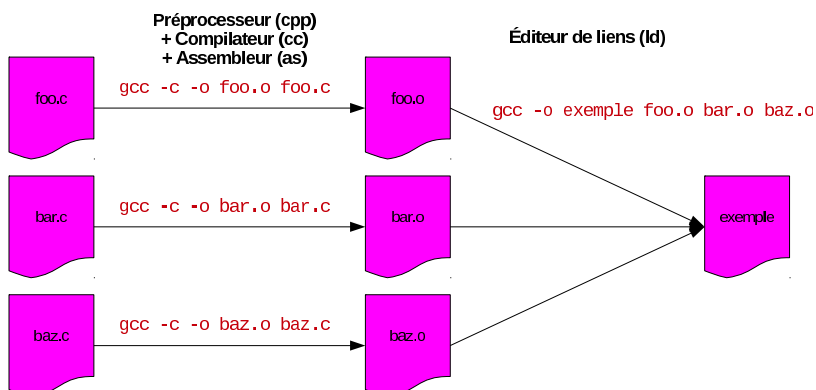 Préprocesseur (cpp)
+ Compilateur (cc)
+ Assembleur (as)
Éditeur de liens (ld)
foo.c
gcc -c -o foo.o foo.c
foo.o
gcc -o exemple foo.o bar.o baz.o
bar.c
gcc -c -o bar.o bar.c
bar.o
exemple
baz.c
gcc -c -o baz.o baz.c
baz.o